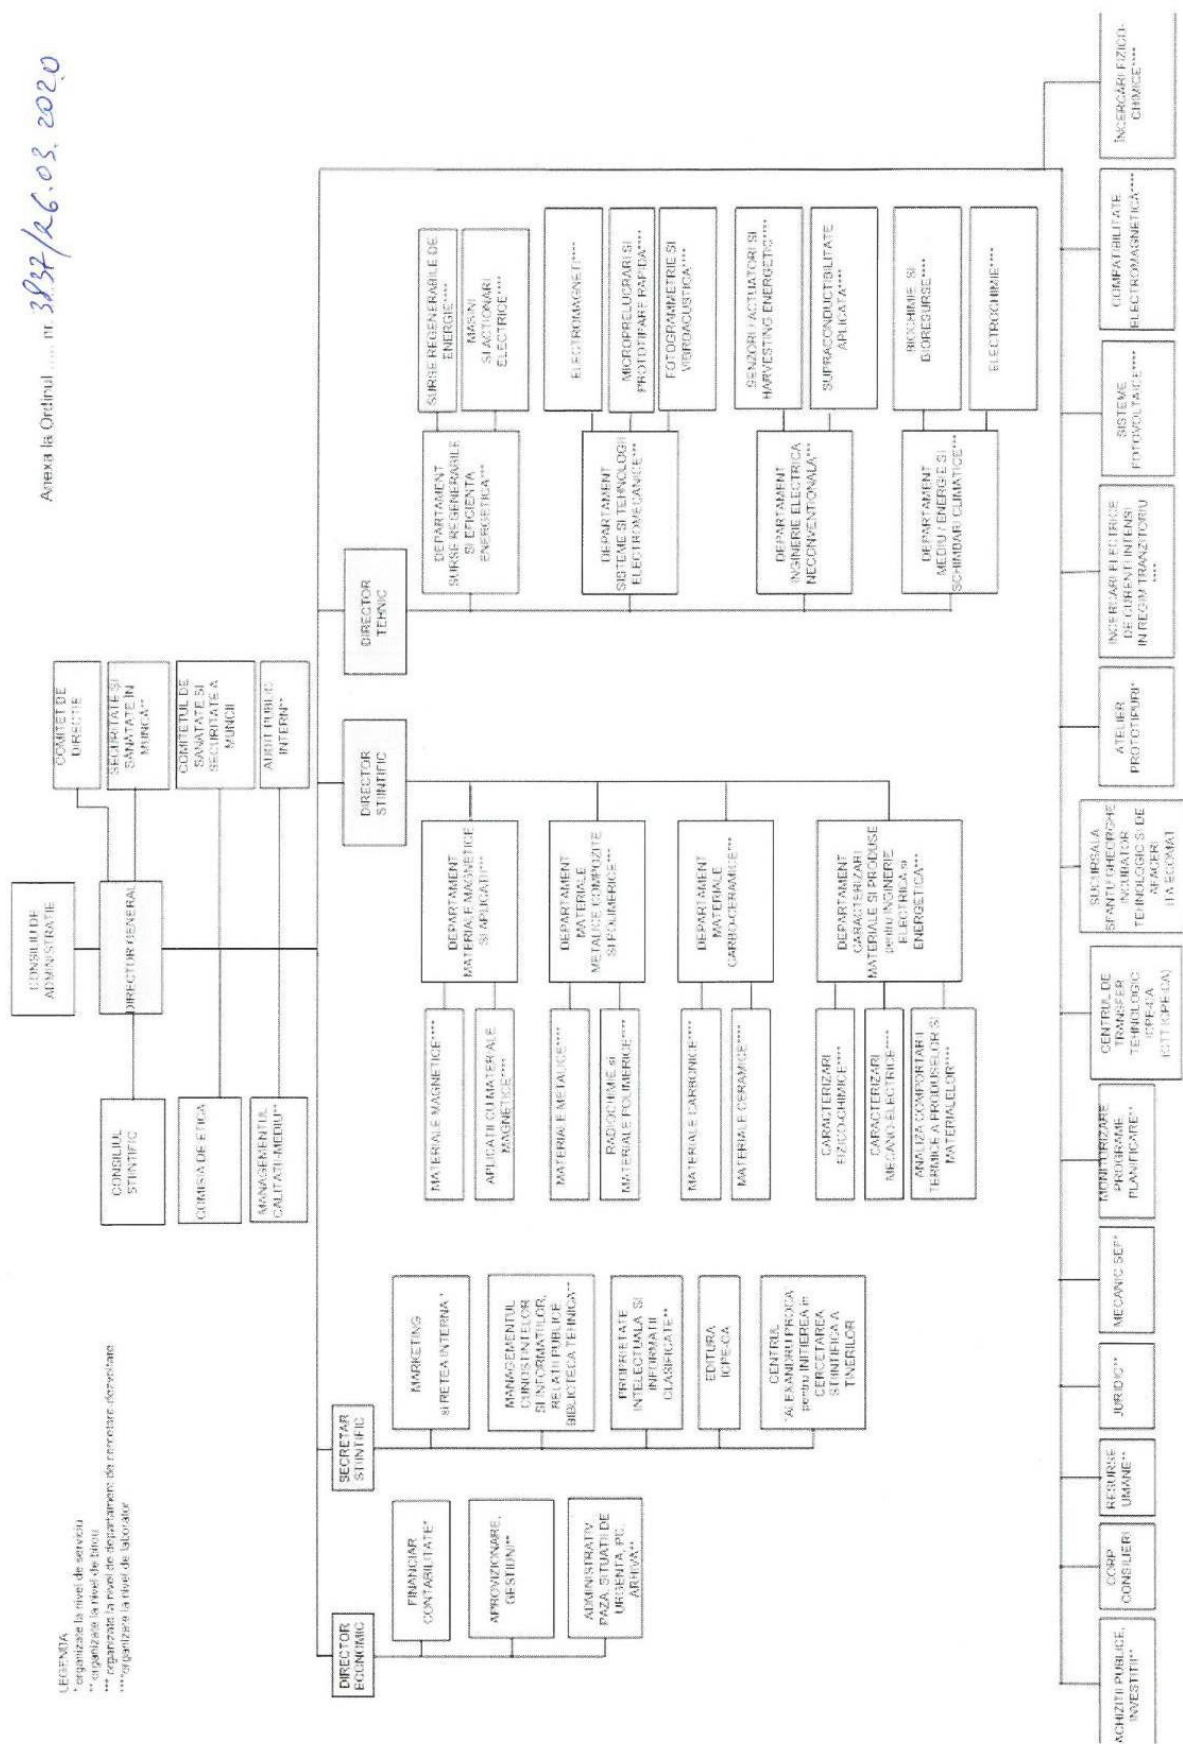 Anexa la Ordinul ..... nr. 3837/26.03.2020
LEGENDA
* organizate la nivel de serviciu
** organizate la nivel de birou
*** organizate la nivel de departament de cercetare-dezvoltare
****organizate la nivel de laborator
CONSILIU DE
ADMINISTRATIE
DIRECTOR GENERAL
CONSILIUL
STIINTIFIC
COMISIA DE ETICA
MANAGEMENTUL
CALITATII-MEDIU**
COMITET DE
DIRECTIE
SECURITATE ȘI
SANATATE ÎN
MUNCA**
COMITETUL DE
SANATATE SI
SECURITATE A
MUNCII
AUDIT PUBLIC
INTERN**
DIRECTOR
ECONOMIC
FINANCIAR
CONTABILITATE*
APROVIZIONARE,
GESTIUNI**
ADMINISTRATIV
PAZA, SITUATII DE
URGENTA, PC,
ARHIVA**
SECRETAR
STIINTIFIC
MARKETING
si RETEA INTERNA*
MANAGEMENTUL
CUNOSTINTELOR
SI INFORMATIILOR,
RELATII PUBLICE
BIBLIOTECA TEHNICA**
PROPRIETATE
INTELECTUALA SI
INFORMATII
CLASIFICATE**
EDITURA
ICPE-CA
CENTRUL
"ALEXANDRU PROCA"
pentru INITIEREA in
CERCETAREA
STIINTIFICA A
TINERILOR
DIRECTOR
STIINTIFIC
DEPARTAMENT
MATERIALE MAGNETICE
SI APLICATII***
MATERIALE MAGNETICE****
APLICATII CU MATERIALE
MAGNETICE****
DEPARTAMENT
MATERIALE
METALICE COMPOZITE
SI POLIMERICE***
MATERIALE METALICE****
RADIOCHIMIE si
MATERIALE POLIMERICE****
DEPARTAMENT
MATERIALE
CARBO-CERAMICE***
MATERIALE CARBONICE****
MATERIALE CERAMICE****
DEPARTAMENT
CARACTERIZARI
MATERIALE SI PRODUSE
pentru INGINERIE
ELECTRICA si
ENERGETICA***
CARACTERIZARI
FIZICO-CHIMICE****
CARACTERIZARI
MECANO-ELECTRICE****
ANALIZA COMPORTARII
TERMICE A PRODUSELOR SI
MATERIALELOR****
DIRECTOR
TEHNIC
DEPARTAMENT
SURSE REGENERABILE
SI EFICIENTA
ENERGETICA***
SURSE REGENERABILE DE
ENERGIE****
MASINI
SI ACTIONARI
ELECTRICE****
DEPARTAMENT
SISTEME SI TEHNOLOGII
ELECTROMECANICE***
ELECTROMAGNETI****
MICROPRELUCRARI SI
PROTOTIPARE RAPIDA****
FOTOGRAMMETRIE SI
VIBROACUSTICA****
DEPARTAMENT
INGINERIE ELECTRICA
NECONVENTIONALA***
SENZORI / ACTUATORI SI
HARVESTING ENERGETIC****
SUPRACONDUCTIBILITATE
APLICATA****
DEPARTAMENT
MEDIU / ENERGIE SI
SCHIMBARI CLIMATICE***
BIOCHIMIE SI
BIORESURSE****
ELECTROCHIMIE****
ACHIZITII PUBLICE,
INVESTITII**
CORP
CONSILIERI
RESURSE
UMANE**
JURIDIC**
MECANIC SEF**
MONITORIZARE
PROGRAME
PLANIFICARE**
CENTRUL DE
TRANSFER
TEHNOLOGIC
ICPE-CA
(CTT ICPE-CA)
SUCURSALA
SFANTU GHEORGHE
INCUBATOR
TEHNOLOGIC SI DE
AFACERI
ITA ECOMAT
ATELIER
PROTOTIPURI*
INCERCARI ELECTRICE
DE CURENTI INTENSI
IN REGIM TRANZITORIU
****
SISTEME
FOTOVOLTAICE****
COMPATIBILITATE
ELECTROMAGNETICA****
INCERCARI FIZICO-
CHIMICE****